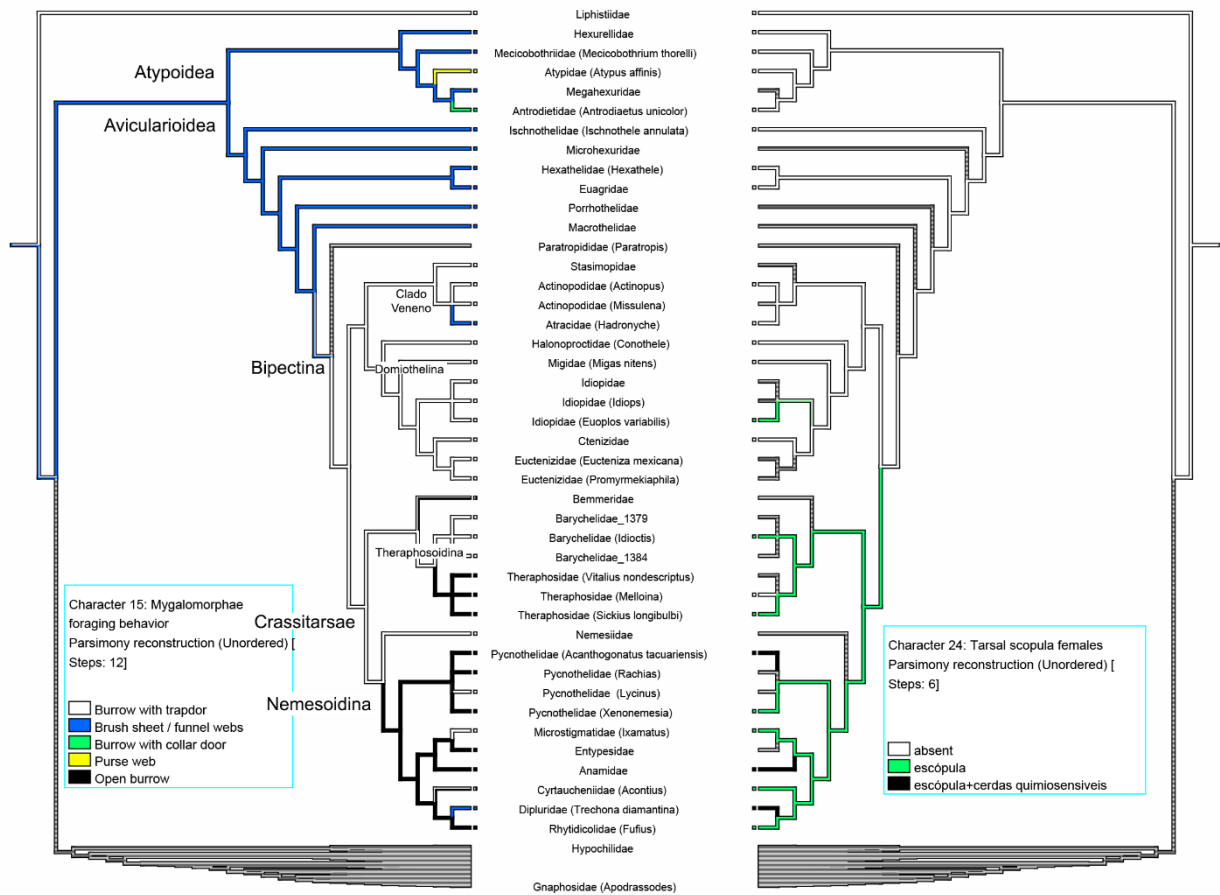 Liphistiidae
Hexurellidae
Mecicobothriidae (Mecicobothrium thorelli)
Atypoidea
Atypidae (Atypus affinis)
Megahexuridae
Antrodietidae (Antrodiaetus unicolor)
Avicularioidea
Ischnothelidae (Ischnothele annulata)
Microhexuridae
Hexathelidae (Hexathele)
Euagridae
Porrhothelidae
Macrothelidae
Paratropididae (Paratropis)
Stasimopidae
Actinopodidae (Actinopus)
Clado
Veneno
Actinopodidae (Missulena)
Atracidae (Hadronyche)
Halonoproctidae (Conothele)
Bipectina
Domiothelina
Migidae (Migas nitens)
Idiopidae
Idiopidae (Idiops)
Idiopidae (Euoplos variabilis)
Ctenizidae
Euctenizidae (Eucteniza mexicana)
Euctenizidae (Promyrmekiaphila)
Bemmeridae
Barychelidae_1379
Barychelidae (Idioctis)
Theraphosoidina
Barychelidae_1384
Theraphosidae (Vitalius nondescriptus)
Theraphosidae (Melloina)
Theraphosidae (Sickius longibulbi)
Crassitarsae
Nemesiidae
Pycnothelidae (Acanthogonatus tacuariensis)
Pycnothelidae (Rachias)
Pycnothelidae (Lycinus)
Nemesoidina
Pycnothelidae (Xenonemesia)
Microstigmatidae (Ixamatus)
Entypesidae
Anamidae
Cyrtaucheniidae (Acontius)
Dipluridae (Trechona diamantina)
Rhytidicolidae (Fufius)
Hypochilidae
Gnaphosidae (Apodrassodes)
Character 15: Mygalomorphae
foraging behavior
Parsimony reconstruction (Unordered) [
Steps: 12]
Burrow with trapdor
Brush sheet / funnel webs
Burrow with collar door
Purse web
Open burrow
Character 24: Tarsal scopula females
Parsimony reconstruction (Unordered) [
Steps: 6]
absent
escópula
escópula+cerdas quimiosensiveis